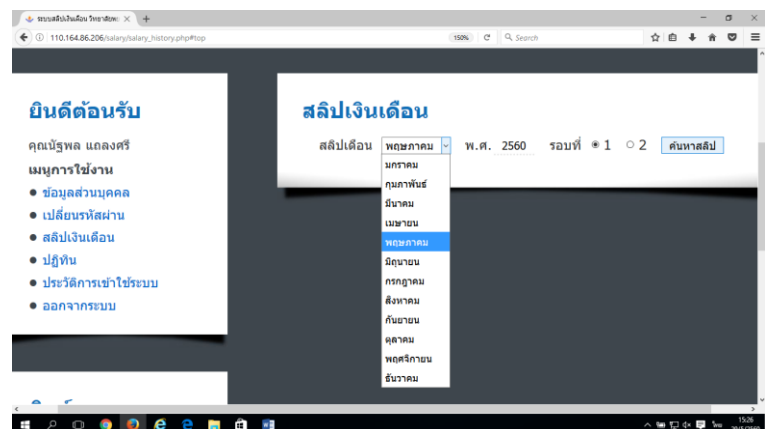 ระบบสลิปเงินเดือน วิทยาลัยพ
110.164.86.206/salary/salary_history.php#top
150%
Search
ยินดีต้อนรับ
คุณนัฐพล แถลงศรี
เมนูการใช้งาน
ข้อมูลส่วนบุคคล
เปลี่ยนรหัสผ่าน
สลิปเงินเดือน
ปฏิทิน
ประวัติการเข้าใช้ระบบ
ออกจากระบบ
สลิปเงินเดือน
สลิปเดือน พฤษภาคม พ.ศ. 2560 รอบที่ 1 2 ค้นหาสลิป
มกราคม
กุมภาพันธ์
มีนาคม
เมษายน
พฤษภาคม
มิถุนายน
กรกฎาคม
สิงหาคม
กันยายน
ตุลาคม
พฤศจิกายน
ธันวาคม
ไทย
15:26